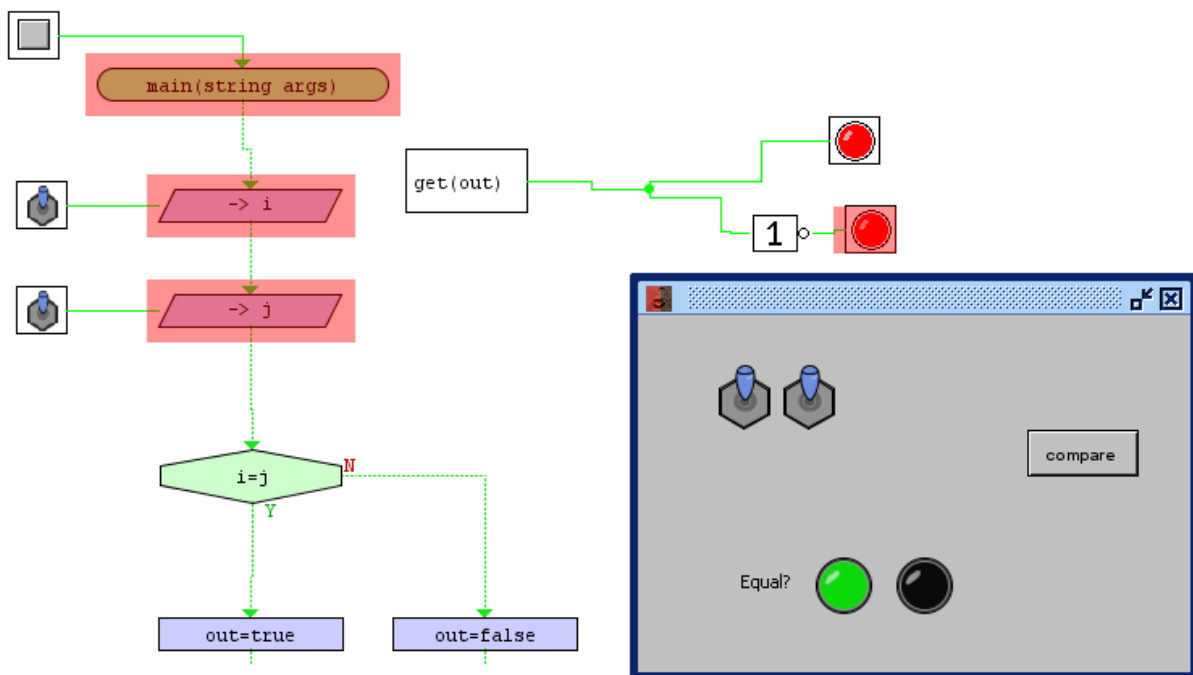 main(string args)
-> i
get(out)
1
-> j
i=j
N
Y
out=true
out=false
compare
Equal?